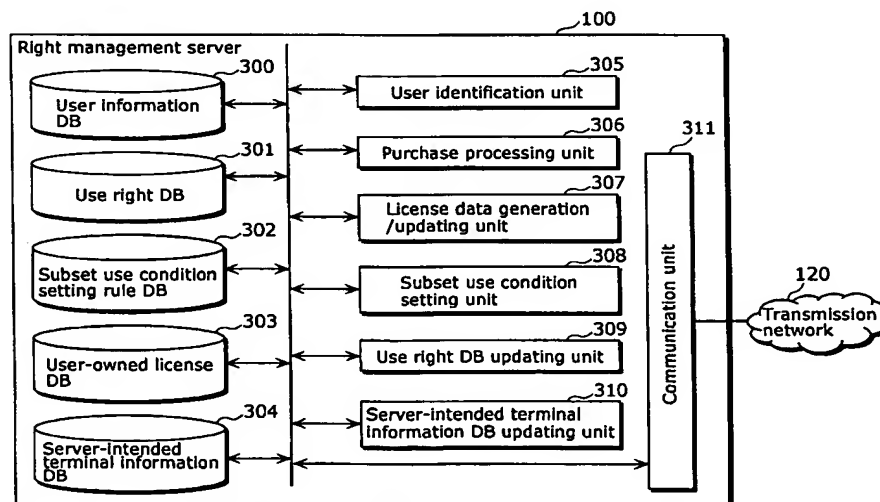 100
Right management server
300
User information
DB
301
Use right DB
302
Subset use condition
setting rule DB
303
User-owned license
DB
304
Server-intended
terminal information
DB
305
User identification unit
306
Purchase processing unit
307
License data generation
/updating unit
308
Subset use condition
setting unit
309
Use right DB updating unit
310
Server-intended terminal
information DB updating unit
311
Communication unit
120
Transmission
network